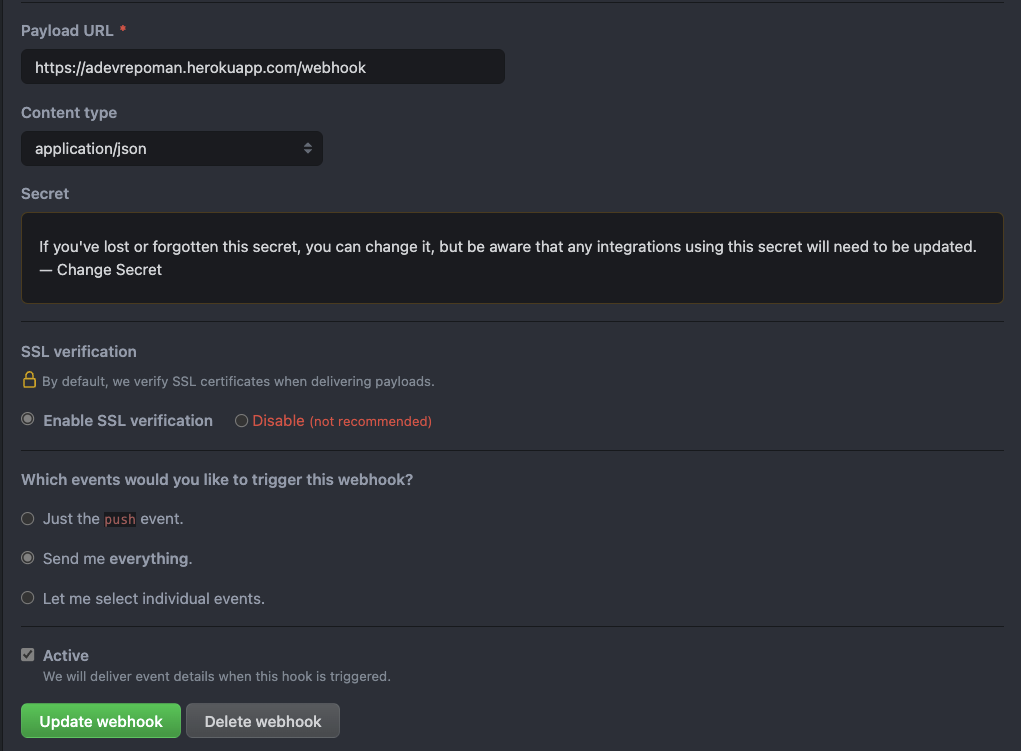 Payload URL *
https://adevrepoman.herokuapp.com/webhook
Content type
application/json
Secret
If you've lost or forgotten this secret, you can change it, but be aware that any integrations using this secret will need to be updated.
— Change Secret
SSL verification
By default, we verify SSL certificates when delivering payloads.
Enable SSL verification Disable (not recommended)
Which events would you like to trigger this webhook?
Just the push event.
Send me everything.
Let me select individual events.
Active
We will deliver event details when this hook is triggered.
Update webhook Delete webhook